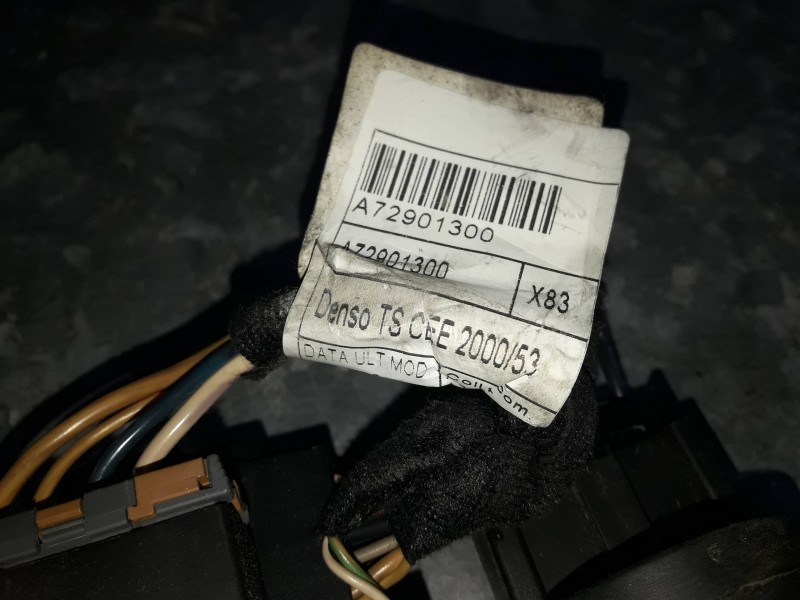 A72901300
A72901300
X83
Denso TS CEE 2000/53
DATA ULT.MOD